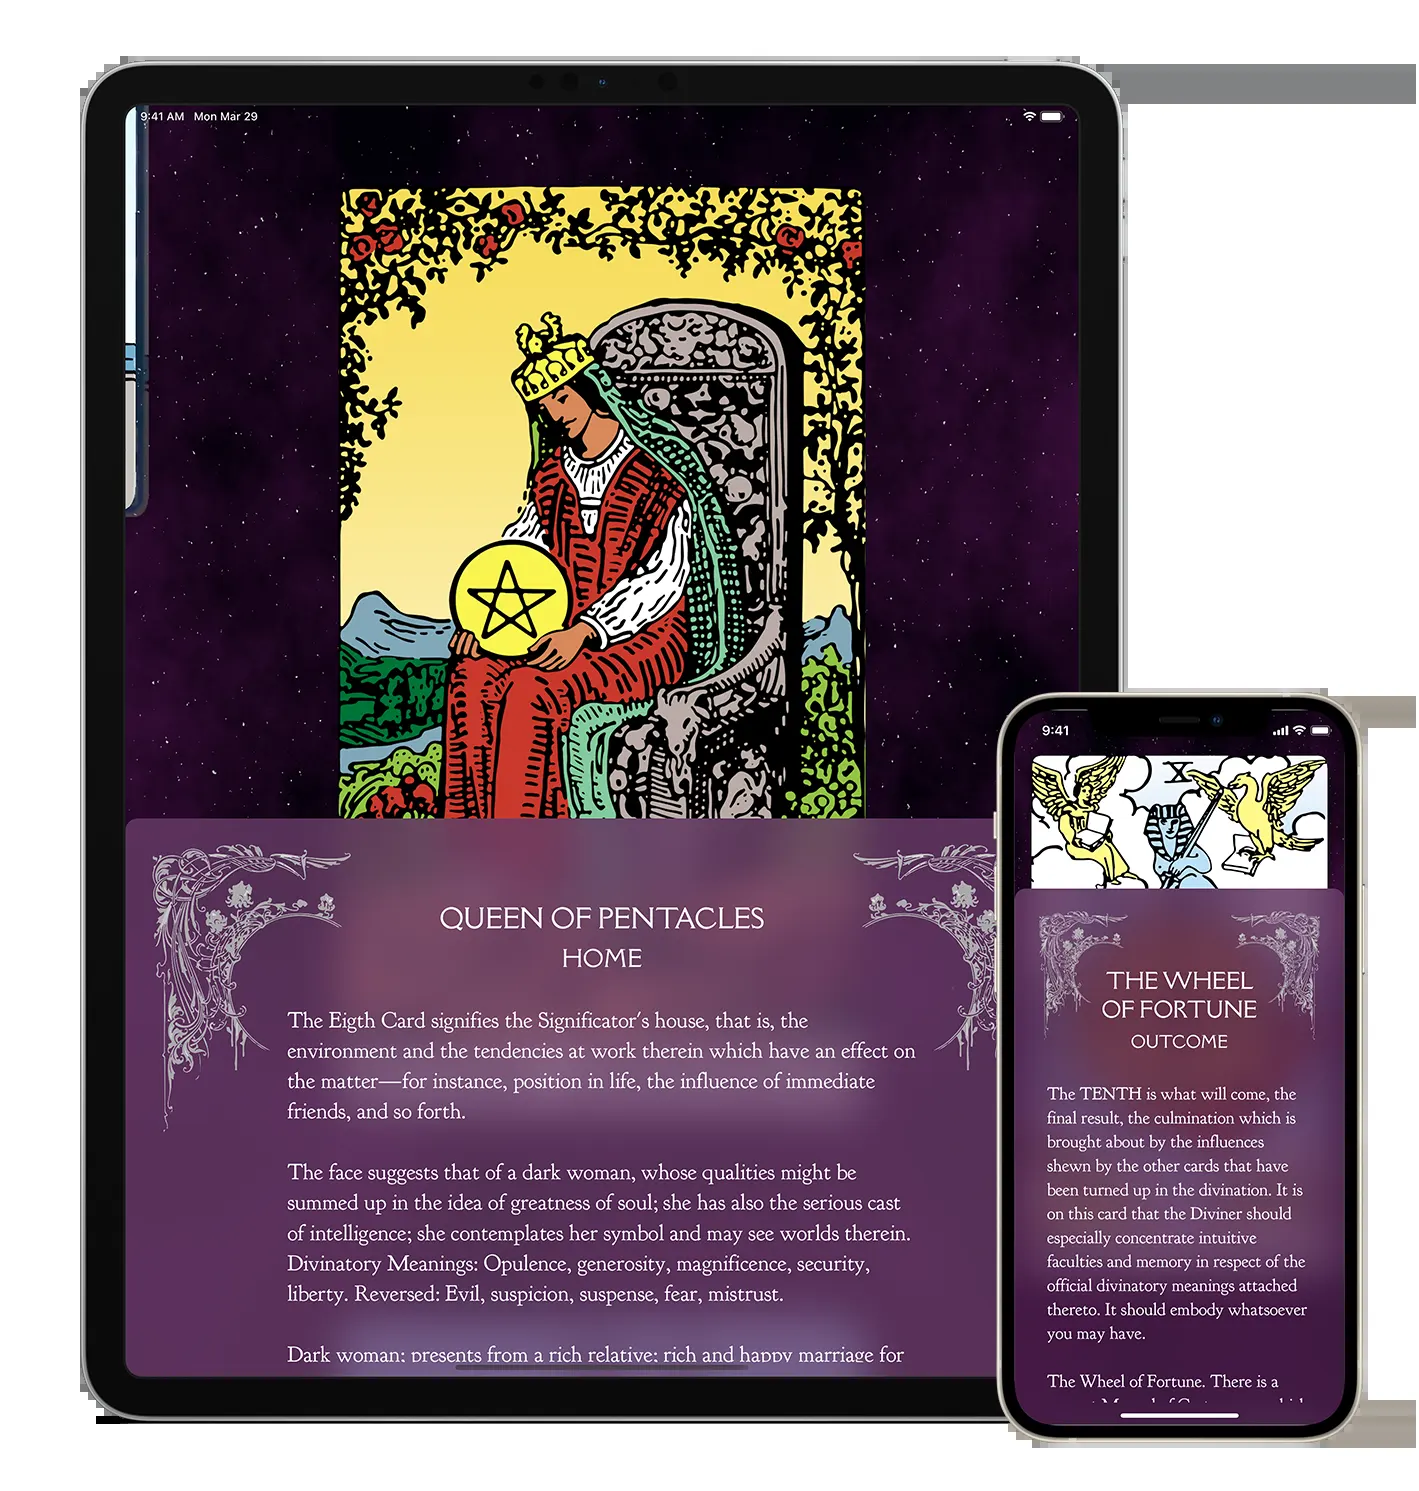 9:41 AM Mon Mar 29
QUEEN OF PENTACLES
HOME
The Eigth Card signifies the Significator's house, that is, the
environment and the tendencies at work therein which have an effect on
the matter—for instance, position in life, the influence of immediate
friends, and so forth.
The face suggests that of a dark woman, whose qualities might be
summed up in the idea of greatness of soul; she has also the serious cast
of intelligence; she contemplates her symbol and may see worlds therein.
Divinatory Meanings: Opulence, generosity, magnificence, security,
liberty. Reversed: Evil, suspicion, suspense, fear, mistrust.
Dark woman; presents from a rich relative; rich and happy marriage for
9:41
X
THE WHEEL
OF FORTUNE
OUTCOME
The TENTH is what will come, the
final result, the culmination which is
brought about by the influences
shewn by the other cards that have
been turned up in the divination. It is
on this card that the Diviner should
especially concentrate intuitive
faculties and memory in respect of the
official divinatory meanings attached
thereto. It should embody whatsoever
you may have.
The Wheel of Fortune. There is a